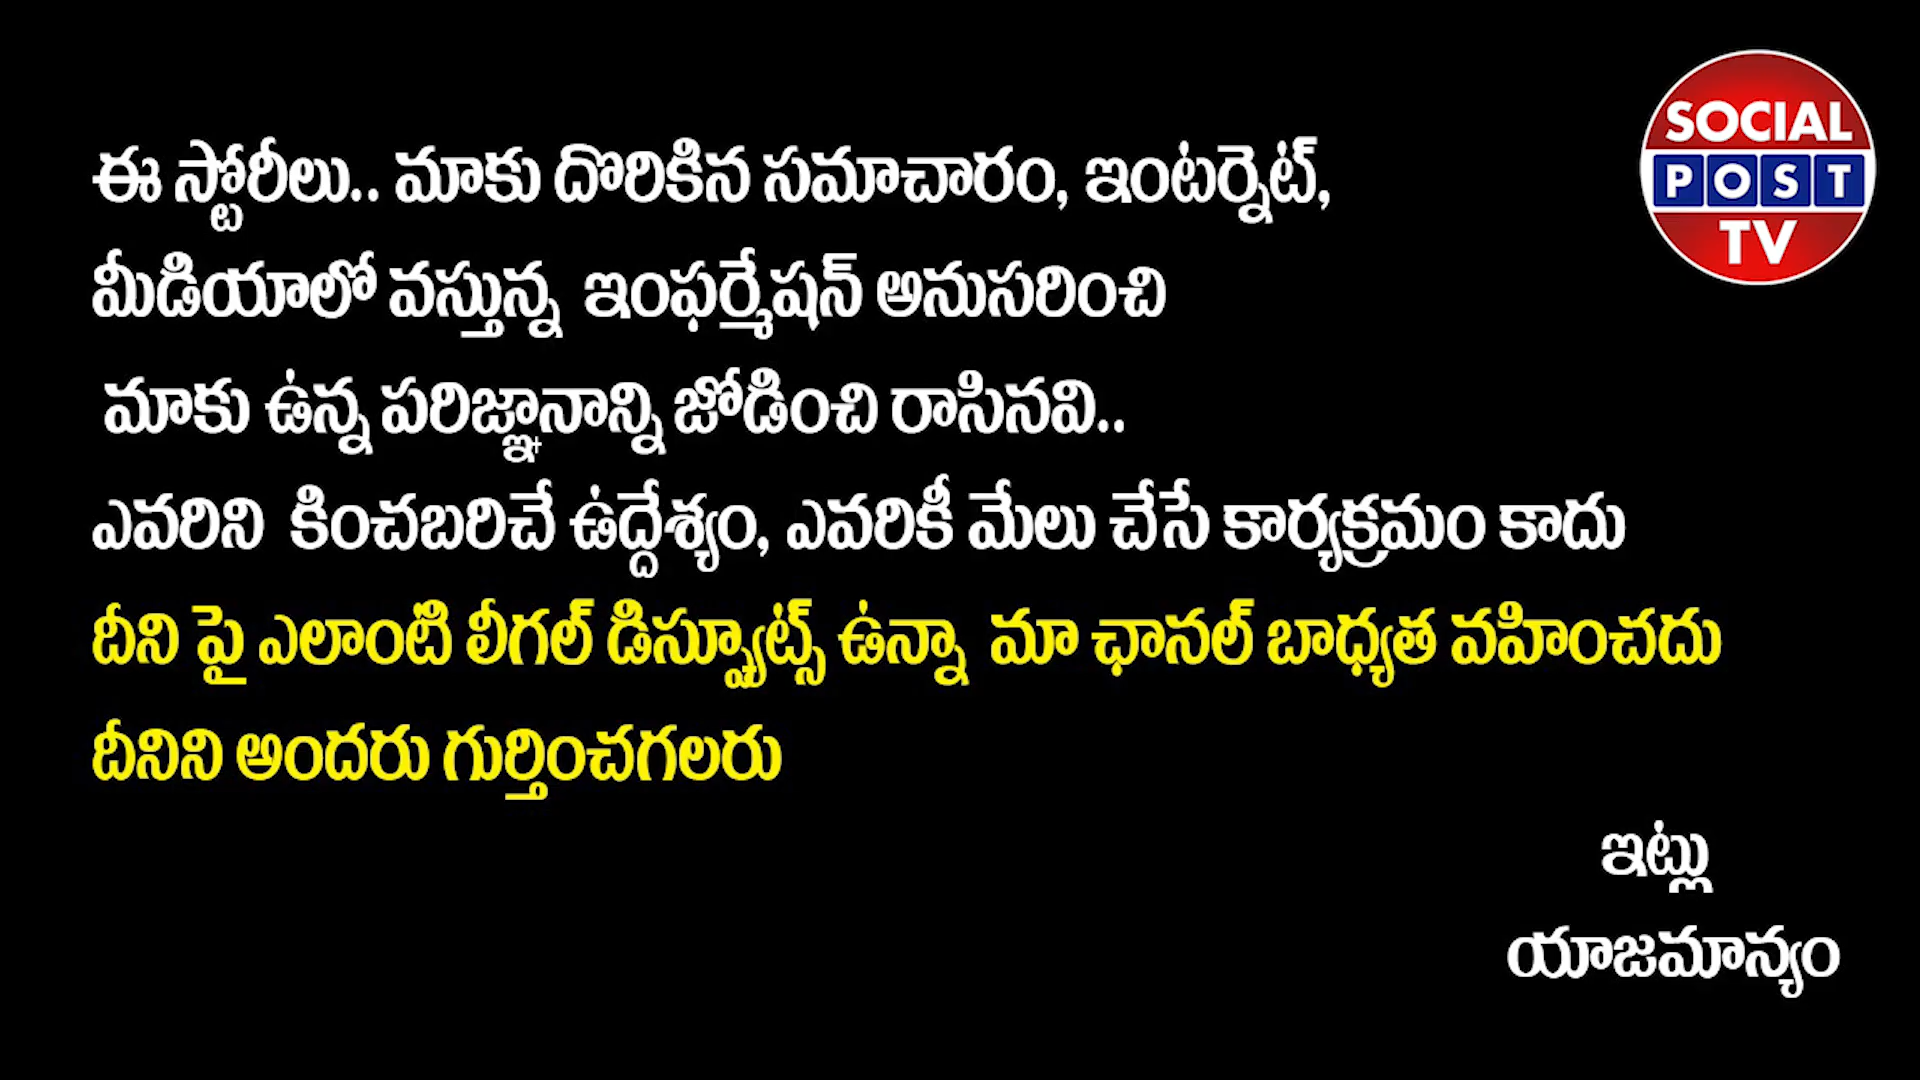 ఈ స్టోరీలు.. మాకు దొరికిన సమాచారం, ఇంటర్నెట్,
మీడియాలో వస్తున్న ఇంఫర్మేషన్ అనుసరించి
మాకు ఉన్న పరిజ్ఞానాన్ని జోడించి రాసినవి..
ఎవరిని కించబరిచే ఉద్దేశ్యం, ఎవరికీ మేలు చేసే కార్యక్రమం కాదు
దీని పై ఎలాంటి లీగల్ డిస్ప్యూట్స్ ఉన్నా మా ఛానల్ బాధ్యత వహించదు
దీనిని అందరు గుర్తించగలరు
ఇట్లు
యాజమాన్యం
SOCIAL
POST
TV